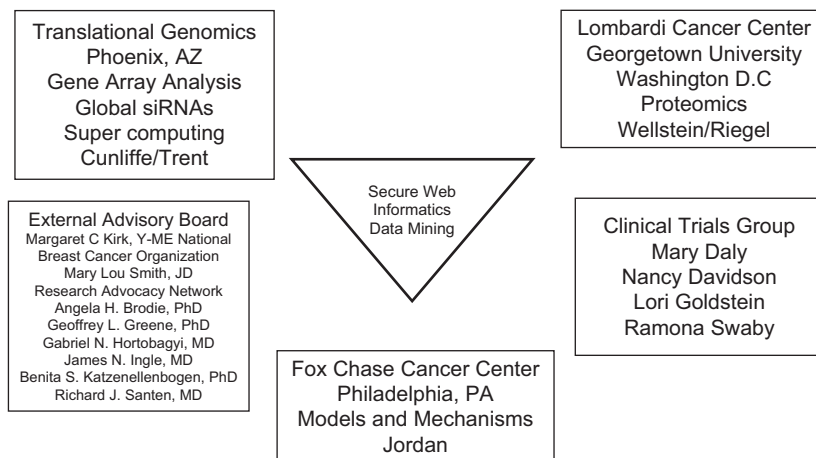 Translational Genomics
Phoenix, AZ
Gene Array Analysis
Global siRNAs
Super computing
Cunliffe/Trent
Lombardi Cancer Center
Georgetown University
Washington D.C
Proteomics
Wellstein/Riegel
Secure Web
Informatics
Data Mining
External Advisory Board
Margaret C Kirk, Y-ME National
Breast Cancer Organization
Mary Lou Smith, JD
Research Advocacy Network
Angela H. Brodie, PhD
Geoffrey L. Greene, PhD
Gabriel N. Hortobagyi, MD
James N. Ingle, MD
Benita S. Katzenellenbogen, PhD
Richard J. Santen, MD
Clinical Trials Group
Mary Daly
Nancy Davidson
Lori Goldstein
Ramona Swaby
Fox Chase Cancer Center
Philadelphia, PA
Models and Mechanisms
Jordan